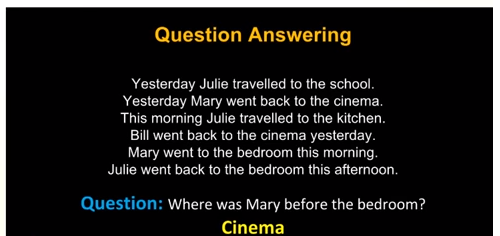 Question Answering
Yesterday Julie travelled to the school.
Yesterday Mary went back to the cinema.
This morning Julie travelled to the kitchen.
Bill went back to the cinema yesterday.
Mary went to the bedroom this morning.
Julie went back to the bedroom this afternoon.
Question: Where was Mary before the bedroom?
Cinema